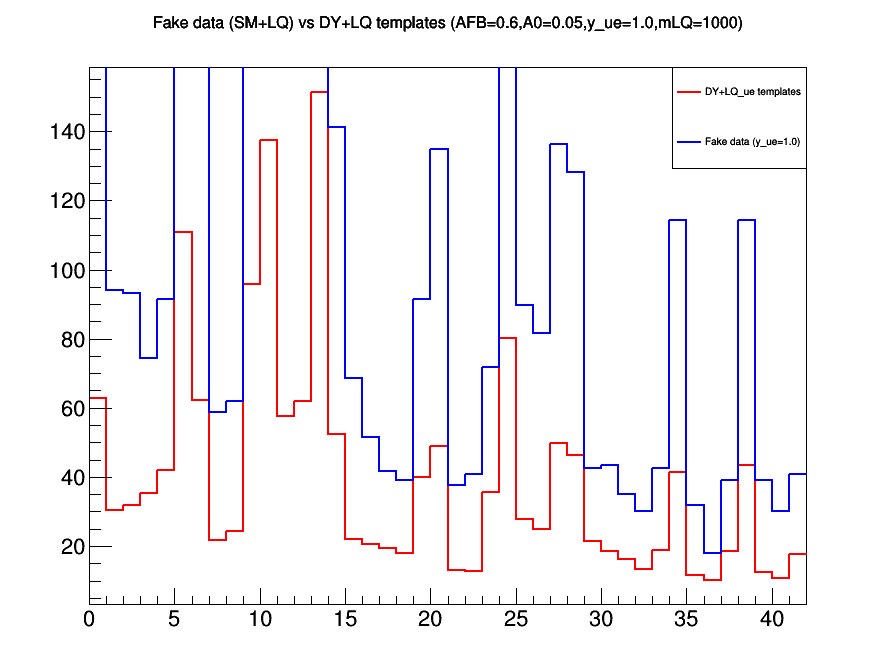 Fake data (SM+LQ) vs DY+LQ templates (AFB=0.6,A0=0.05,y_ue=1.0,mLQ=1000)
DY+LQ_ue templates
Fake data (y_ue=1.0)
140
120
100
80
60
40
20
0 5 10 15 20 25 30 35 40